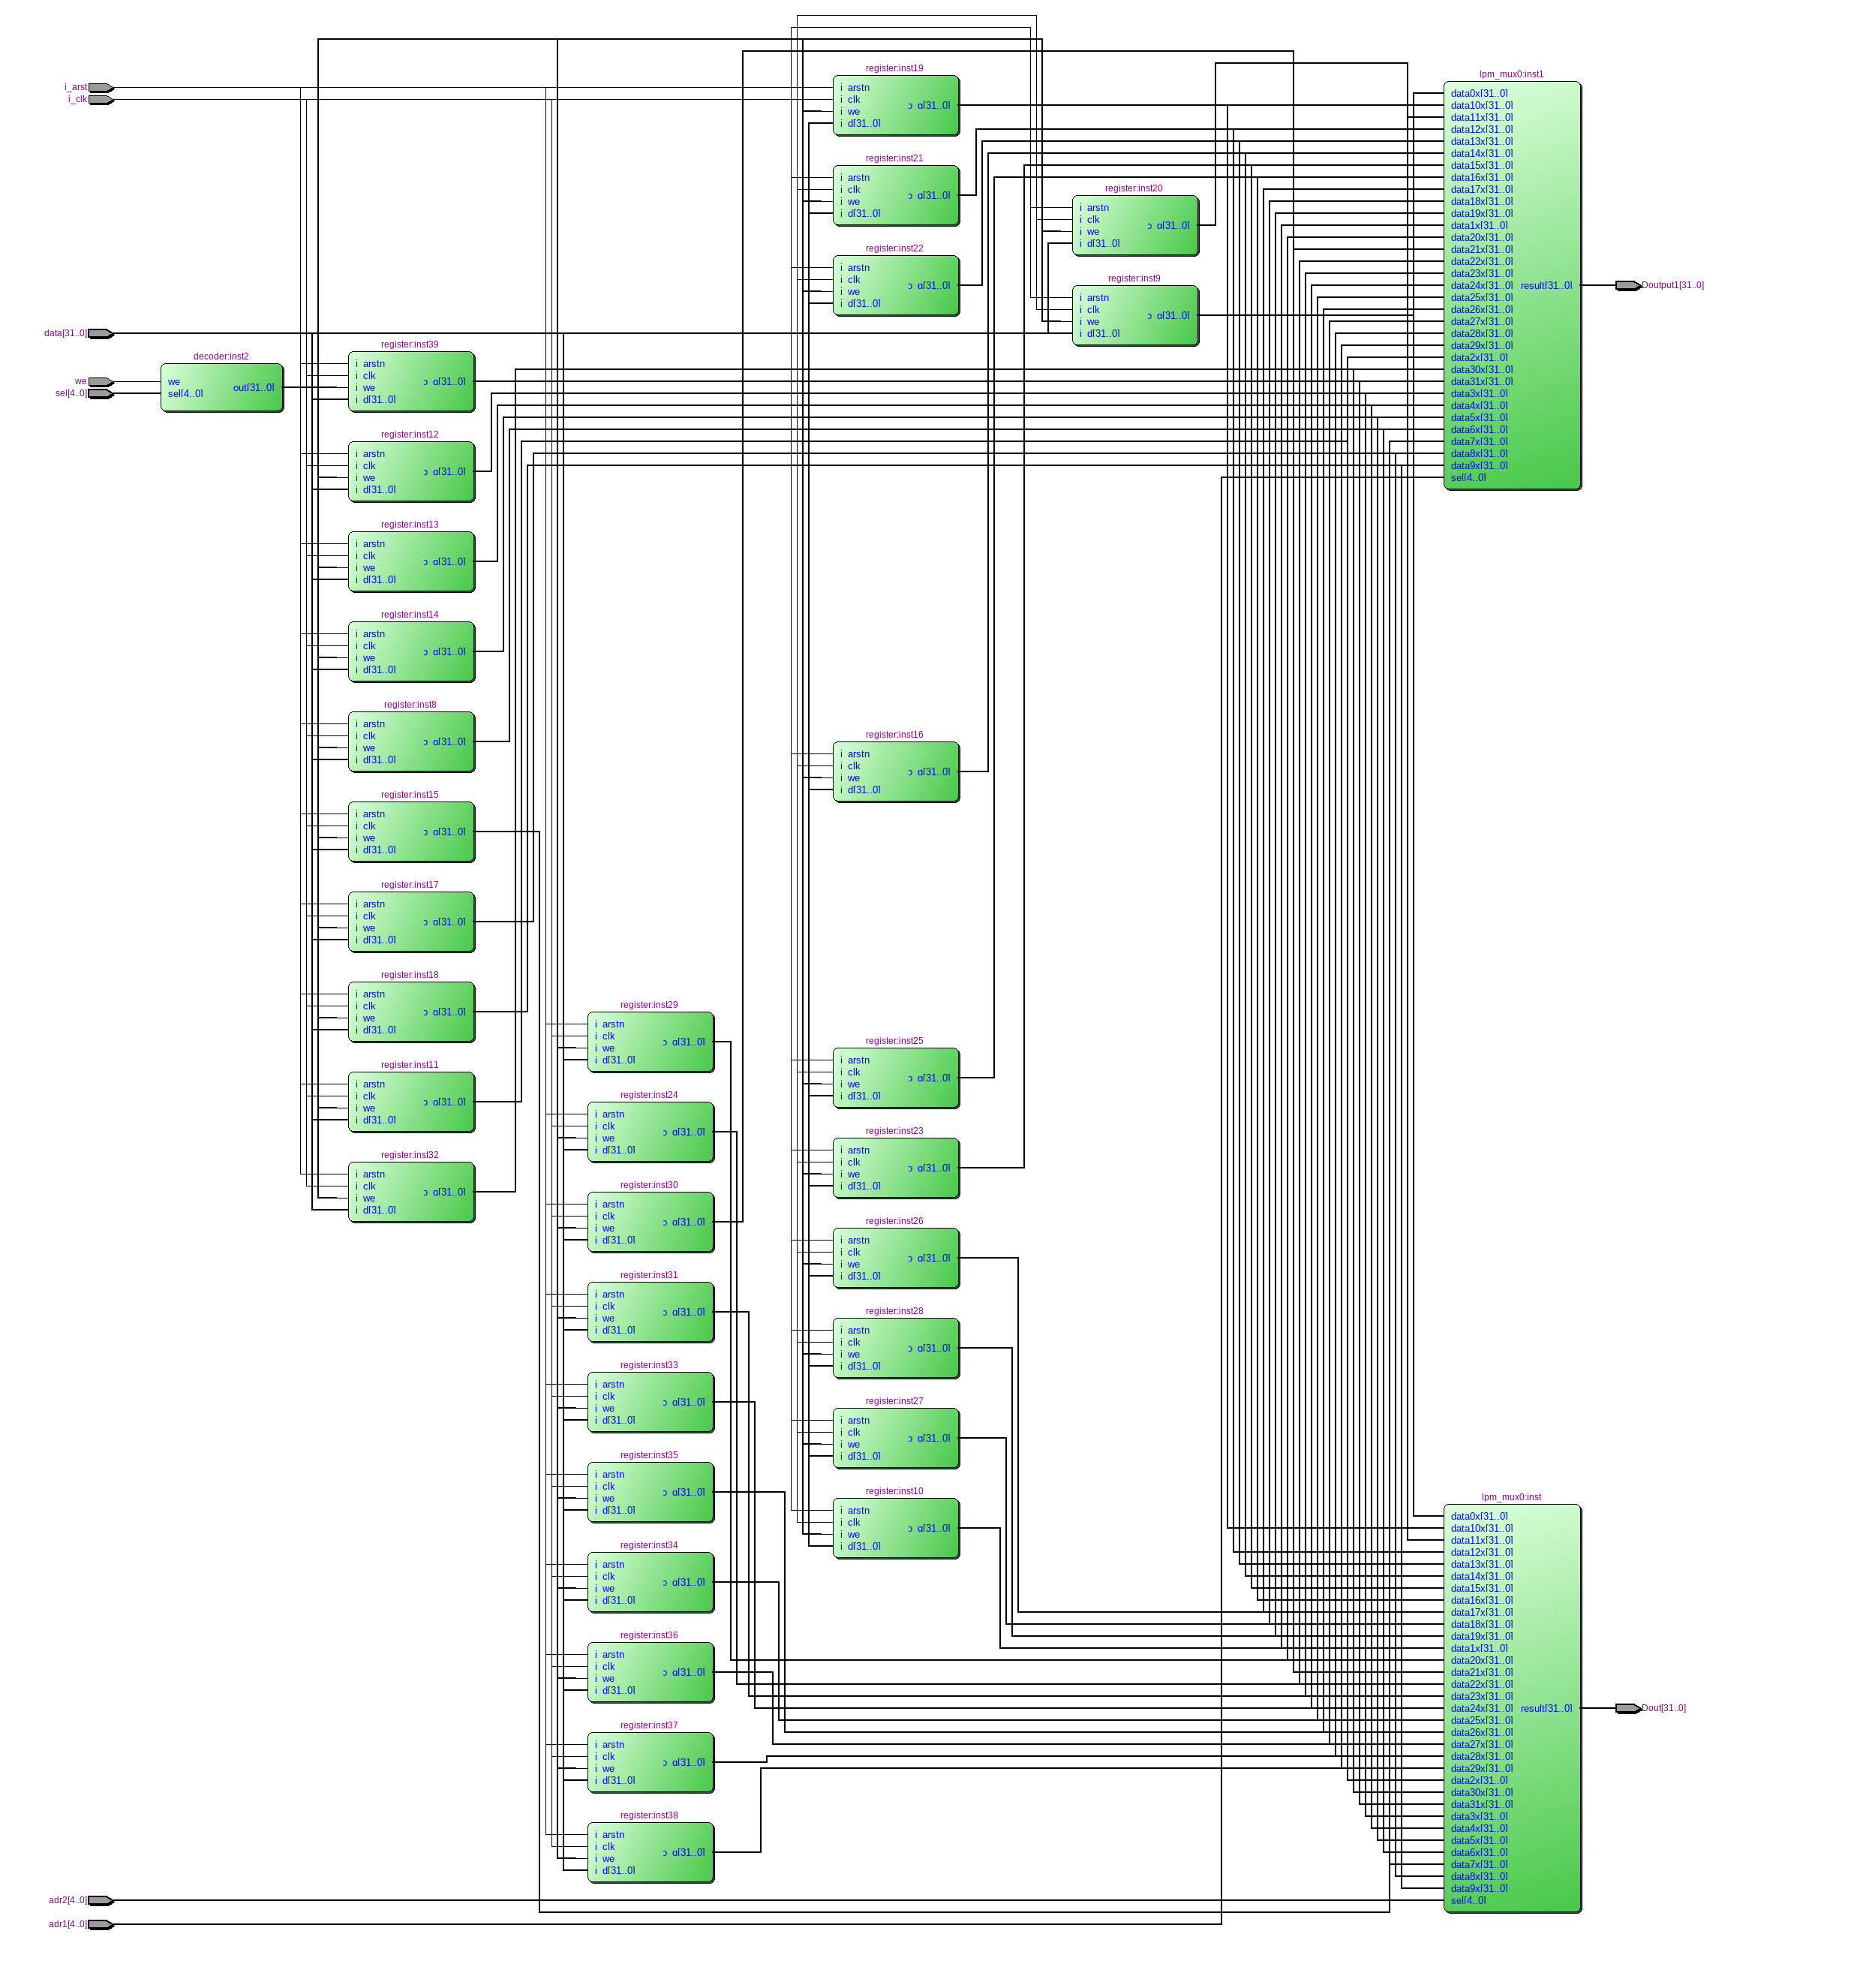 i_arst
i_clk
data[31..0]
we
sel[4..0]
adr2[4..0]
adr1[4..0]
decoder:inst2
we
sel[4..0]
out[31..0]
register:inst39
i arstn
i clk
i we
i d[31..0]
o q[31..0]
register:inst12
i arstn
i clk
i we
i d[31..0]
o q[31..0]
register:inst13
i arstn
i clk
i we
i d[31..0]
o q[31..0]
register:inst14
i arstn
i clk
i we
i d[31..0]
o q[31..0]
register:inst8
i arstn
i clk
i we
i d[31..0]
o q[31..0]
register:inst15
i arstn
i clk
i we
i d[31..0]
o q[31..0]
register:inst17
i arstn
i clk
i we
i d[31..0]
o q[31..0]
register:inst18
i arstn
i clk
i we
i d[31..0]
o q[31..0]
register:inst11
i arstn
i clk
i we
i d[31..0]
o q[31..0]
register:inst32
i arstn
i clk
i we
i d[31..0]
o q[31..0]
register:inst29
i arstn
i clk
i we
i d[31..0]
o q[31..0]
register:inst24
i arstn
i clk
i we
i d[31..0]
o q[31..0]
register:inst30
i arstn
i clk
i we
i d[31..0]
o q[31..0]
register:inst31
i arstn
i clk
i we
i d[31..0]
o q[31..0]
register:inst33
i arstn
i clk
i we
i d[31..0]
o q[31..0]
register:inst35
i arstn
i clk
i we
i d[31..0]
o q[31..0]
register:inst34
i arstn
i clk
i we
i d[31..0]
o q[31..0]
register:inst36
i arstn
i clk
i we
i d[31..0]
o q[31..0]
register:inst37
i arstn
i clk
i we
i d[31..0]
o q[31..0]
register:inst38
i arstn
i clk
i we
i d[31..0]
o q[31..0]
register:inst19
i arstn
i clk
i we
i d[31..0]
o q[31..0]
register:inst21
i arstn
i clk
i we
i d[31..0]
o q[31..0]
register:inst22
i arstn
i clk
i we
i d[31..0]
o q[31..0]
register:inst16
i arstn
i clk
i we
i d[31..0]
o q[31..0]
register:inst25
i arstn
i clk
i we
i d[31..0]
o q[31..0]
register:inst23
i arstn
i clk
i we
i d[31..0]
o q[31..0]
register:inst26
i arstn
i clk
i we
i d[31..0]
o q[31..0]
register:inst28
i arstn
i clk
i we
i d[31..0]
o q[31..0]
register:inst27
i arstn
i clk
i we
i d[31..0]
o q[31..0]
register:inst10
i arstn
i clk
i we
i d[31..0]
o q[31..0]
register:inst20
i arstn
i clk
i we
i d[31..0]
o q[31..0]
register:inst9
i arstn
i clk
i we
i d[31..0]
o q[31..0]
lpm_mux0:inst1
data0x[31..0]
data10x[31..0]
data11x[31..0]
data12x[31..0]
data13x[31..0]
data14x[31..0]
data15x[31..0]
data16x[31..0]
data17x[31..0]
data18x[31..0]
data19x[31..0]
data1x[31..0]
data20x[31..0]
data21x[31..0]
data22x[31..0]
data23x[31..0]
data24x[31..0]
data25x[31..0]
data26x[31..0]
data27x[31..0]
data28x[31..0]
data29x[31..0]
data2x[31..0]
data30x[31..0]
data31x[31..0]
data3x[31..0]
data4x[31..0]
data5x[31..0]
data6x[31..0]
data7x[31..0]
data8x[31..0]
data9x[31..0]
sel[4..0]
result[31..0]
Doutput1[31..0]
lpm_mux0:inst
data0x[31..0]
data10x[31..0]
data11x[31..0]
data12x[31..0]
data13x[31..0]
data14x[31..0]
data15x[31..0]
data16x[31..0]
data17x[31..0]
data18x[31..0]
data19x[31..0]
data1x[31..0]
data20x[31..0]
data21x[31..0]
data22x[31..0]
data23x[31..0]
data24x[31..0]
data25x[31..0]
data26x[31..0]
data27x[31..0]
data28x[31..0]
data29x[31..0]
data2x[31..0]
data30x[31..0]
data31x[31..0]
data3x[31..0]
data4x[31..0]
data5x[31..0]
data6x[31..0]
data7x[31..0]
data8x[31..0]
data9x[31..0]
sel[4..0]
result[31..0]
Dout[31..0]